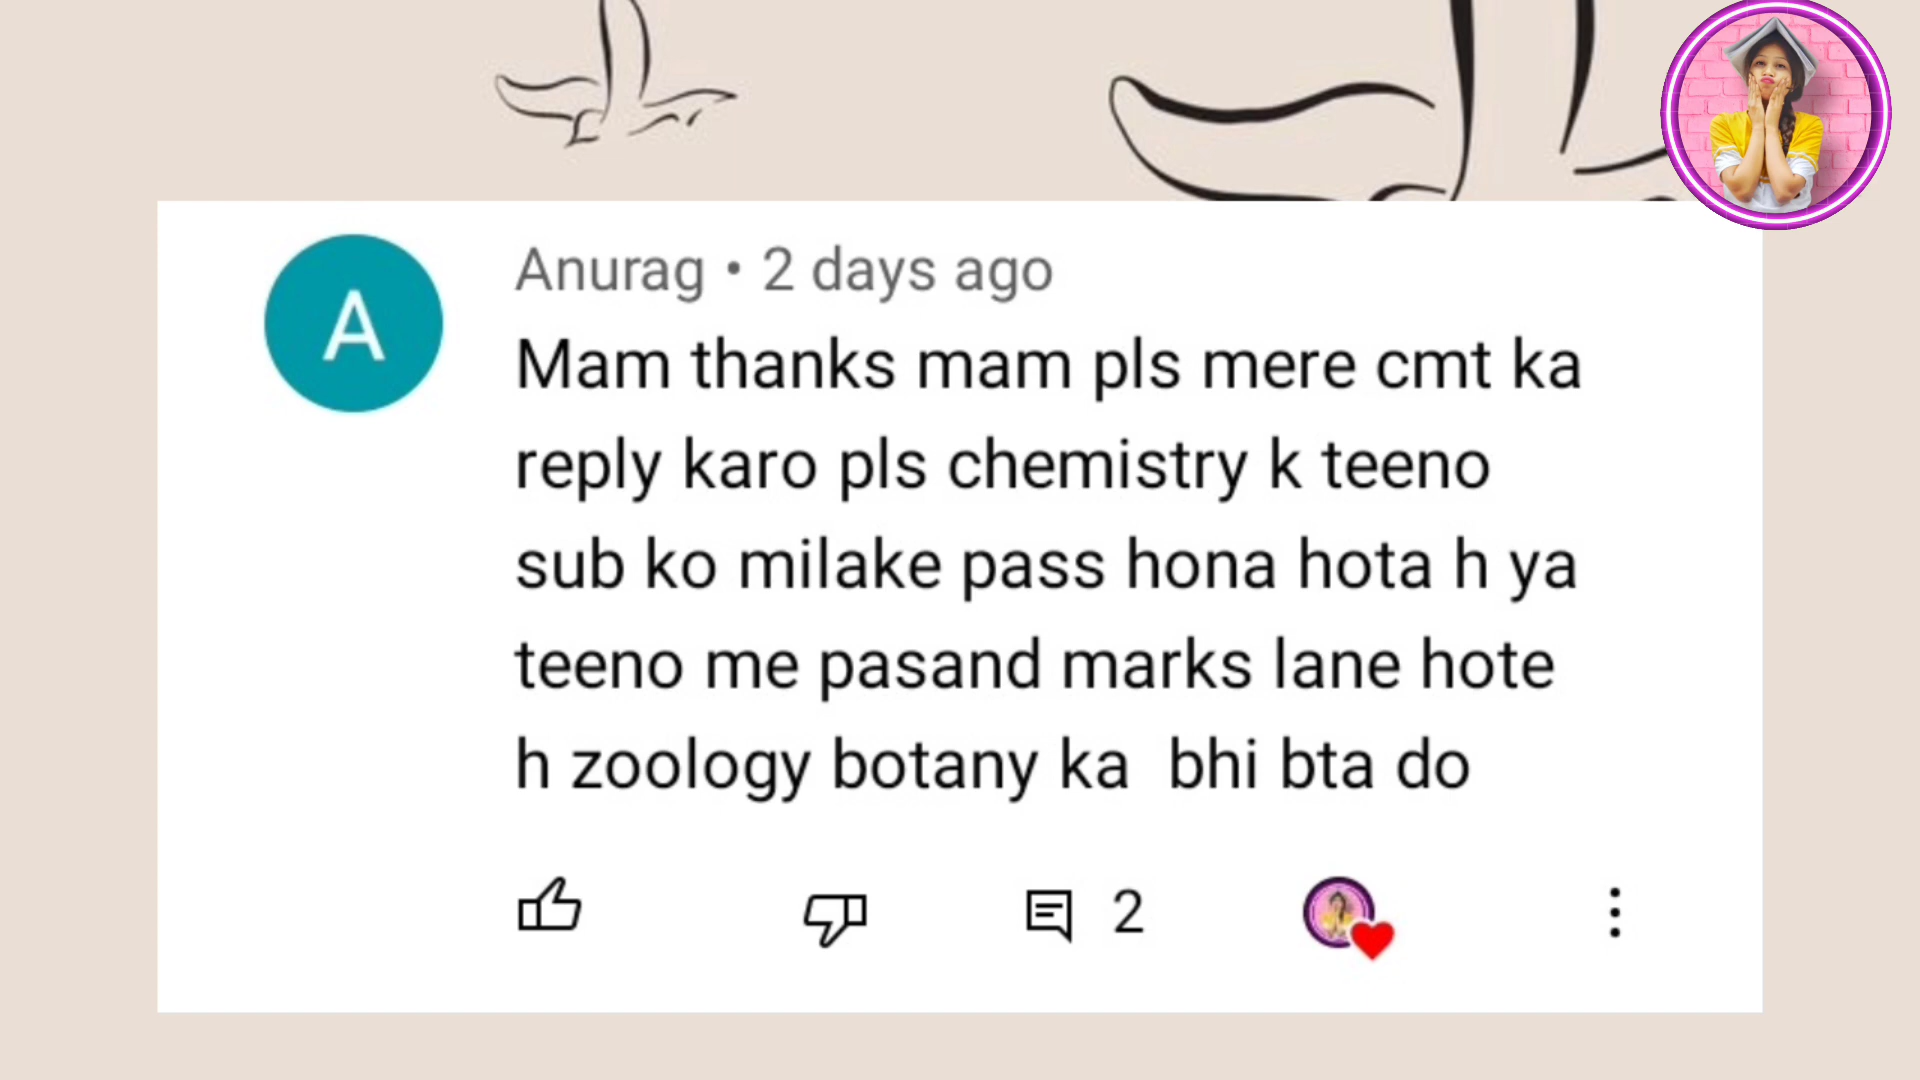 A
Anurag • 2 days ago
Mam thanks mam pls mere cmt ka
reply karo pls chemistry k teeno
sub ko milake pass hona hota h ya
teeno me pasand marks lane hote
h zoology botany ka  bhi bta do
2